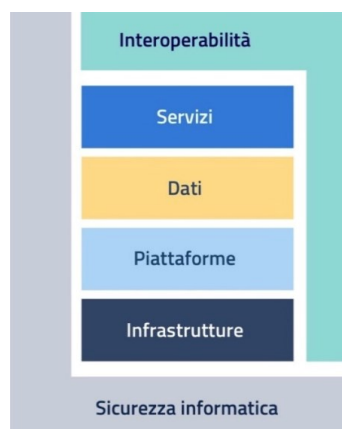 Interoperabilità
Servizi
Dati
Piattaforme
Infrastrutture
Sicurezza informatica